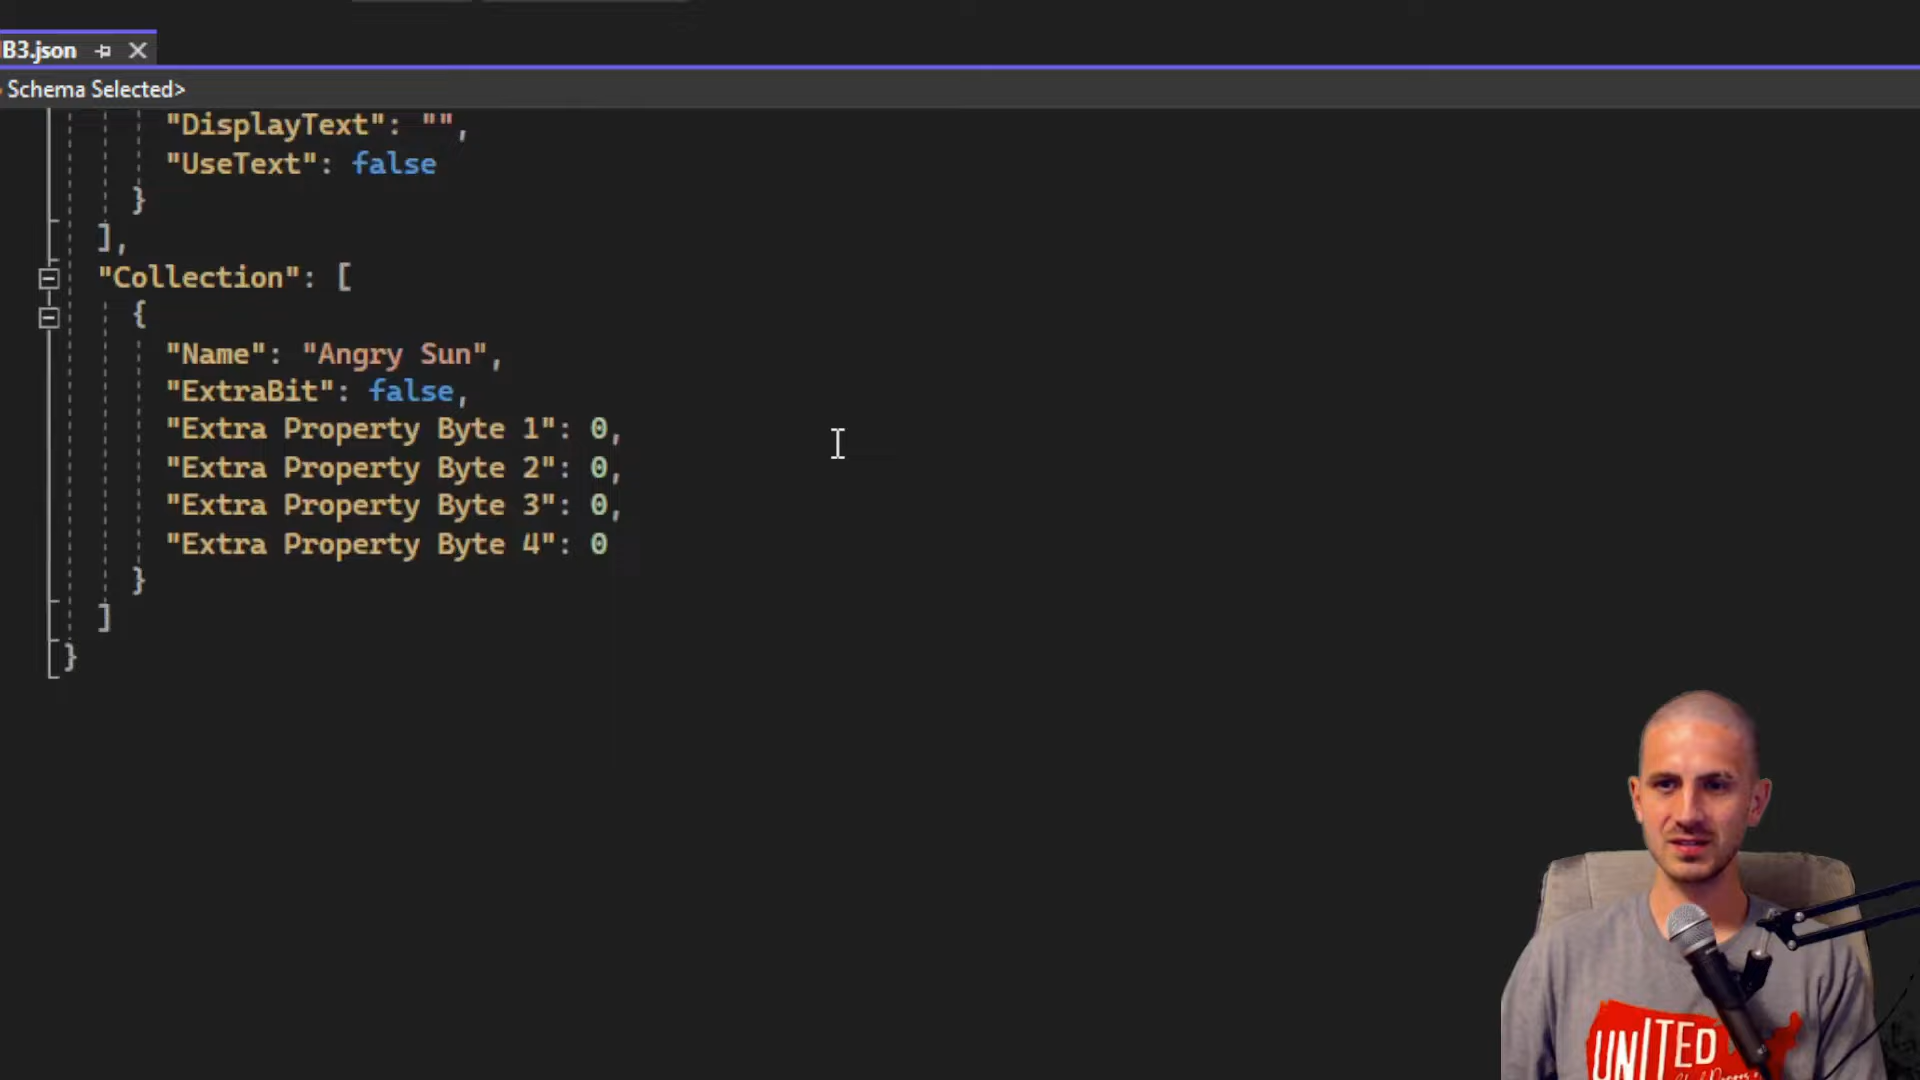 B3.json
Schema Selected>
"DisplayText": "",
"UseText": false
}
],
"Collection": [
{
"Name": "Angry Sun",
"ExtraBit": false,
"Extra Property Byte 1": 0,
"Extra Property Byte 2": 0,
"Extra Property Byte 3": 0,
"Extra Property Byte 4": 0
}
]
}
UNITED